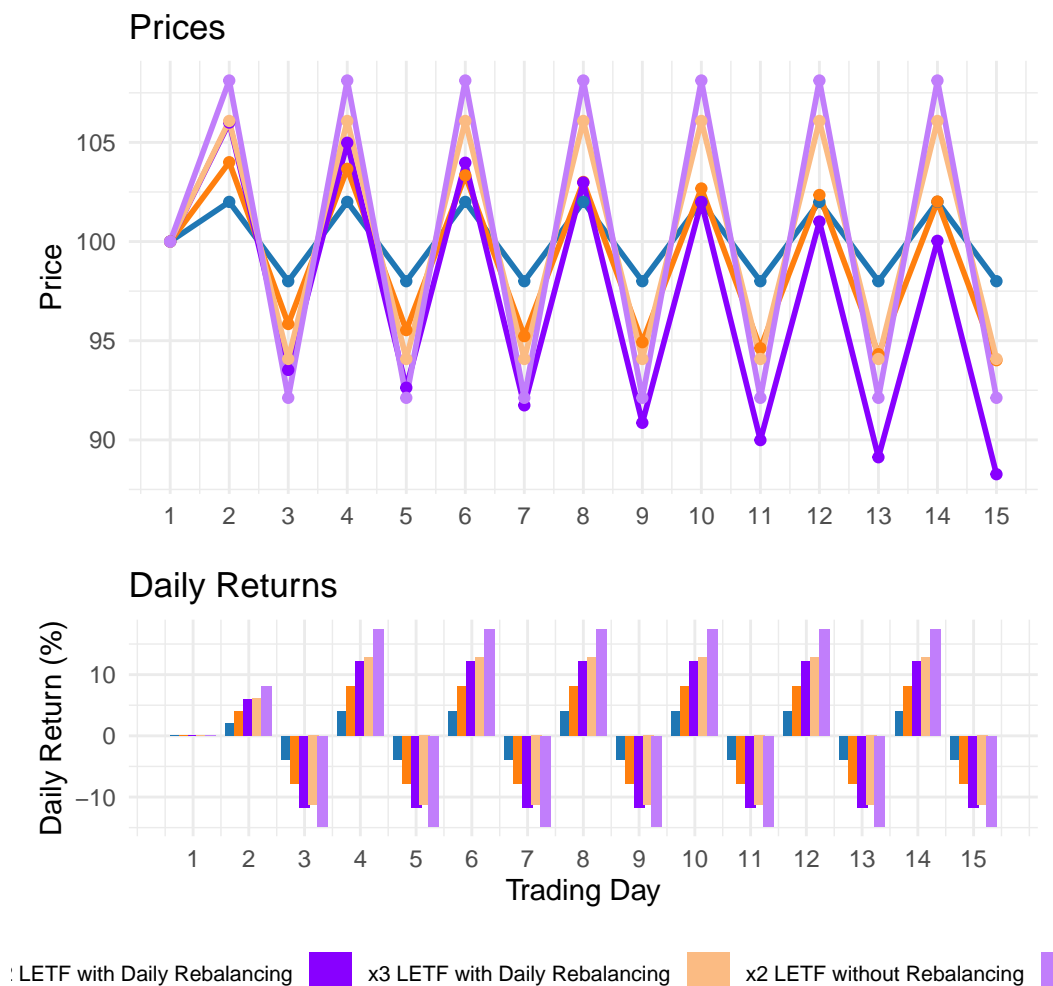 Prices
Price
105
100
95
90
1 2 3 4 5 6 7 8 9 10 11 12 13 14 15
Daily Returns
Daily Return (%)
10
0
−10
1 2 3 4 5 6 7 8 9 10 11 12 13 14 15
Trading Day
LETF with Daily Rebalancing x3 LETF with Daily Rebalancing x2 LETF without Rebalancing